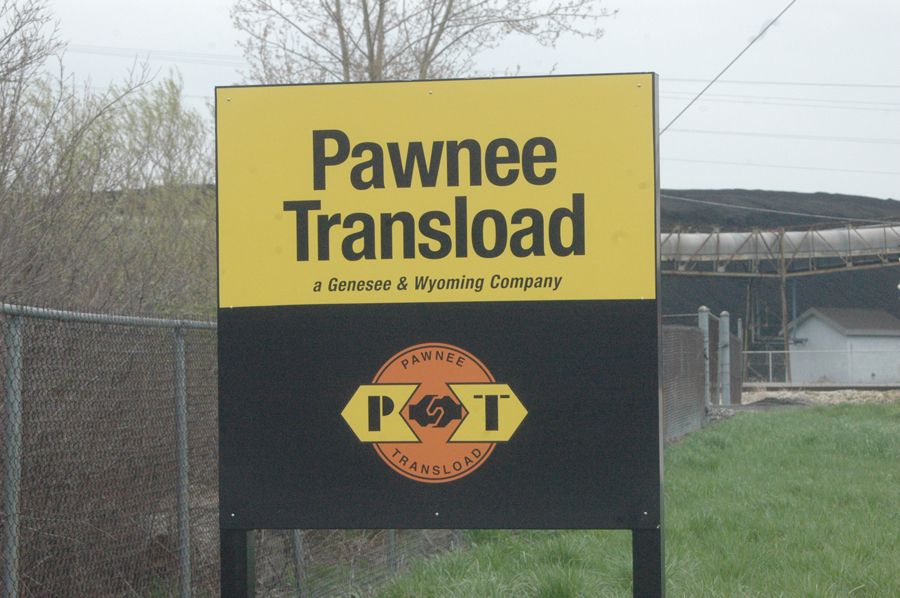 Pawnee
Transload
a Genesee & Wyoming Company
PAWNEE
P T
TRANSLOAD